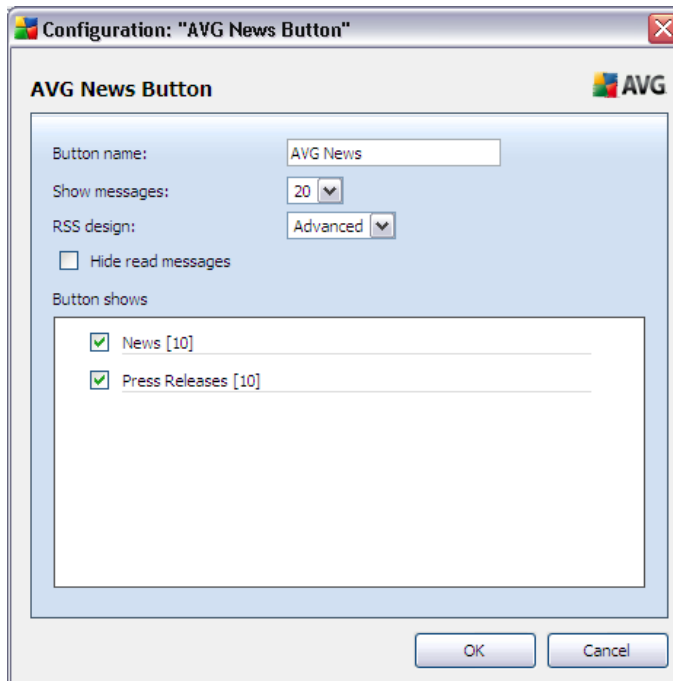 Configuration: "AVG News Button"
AVG News Button
AVG
Button name: AVG News
Show messages: 20
RSS design: Advanced
Hide read messages
Button shows
News [10]
Press Releases [10]
OK Cancel